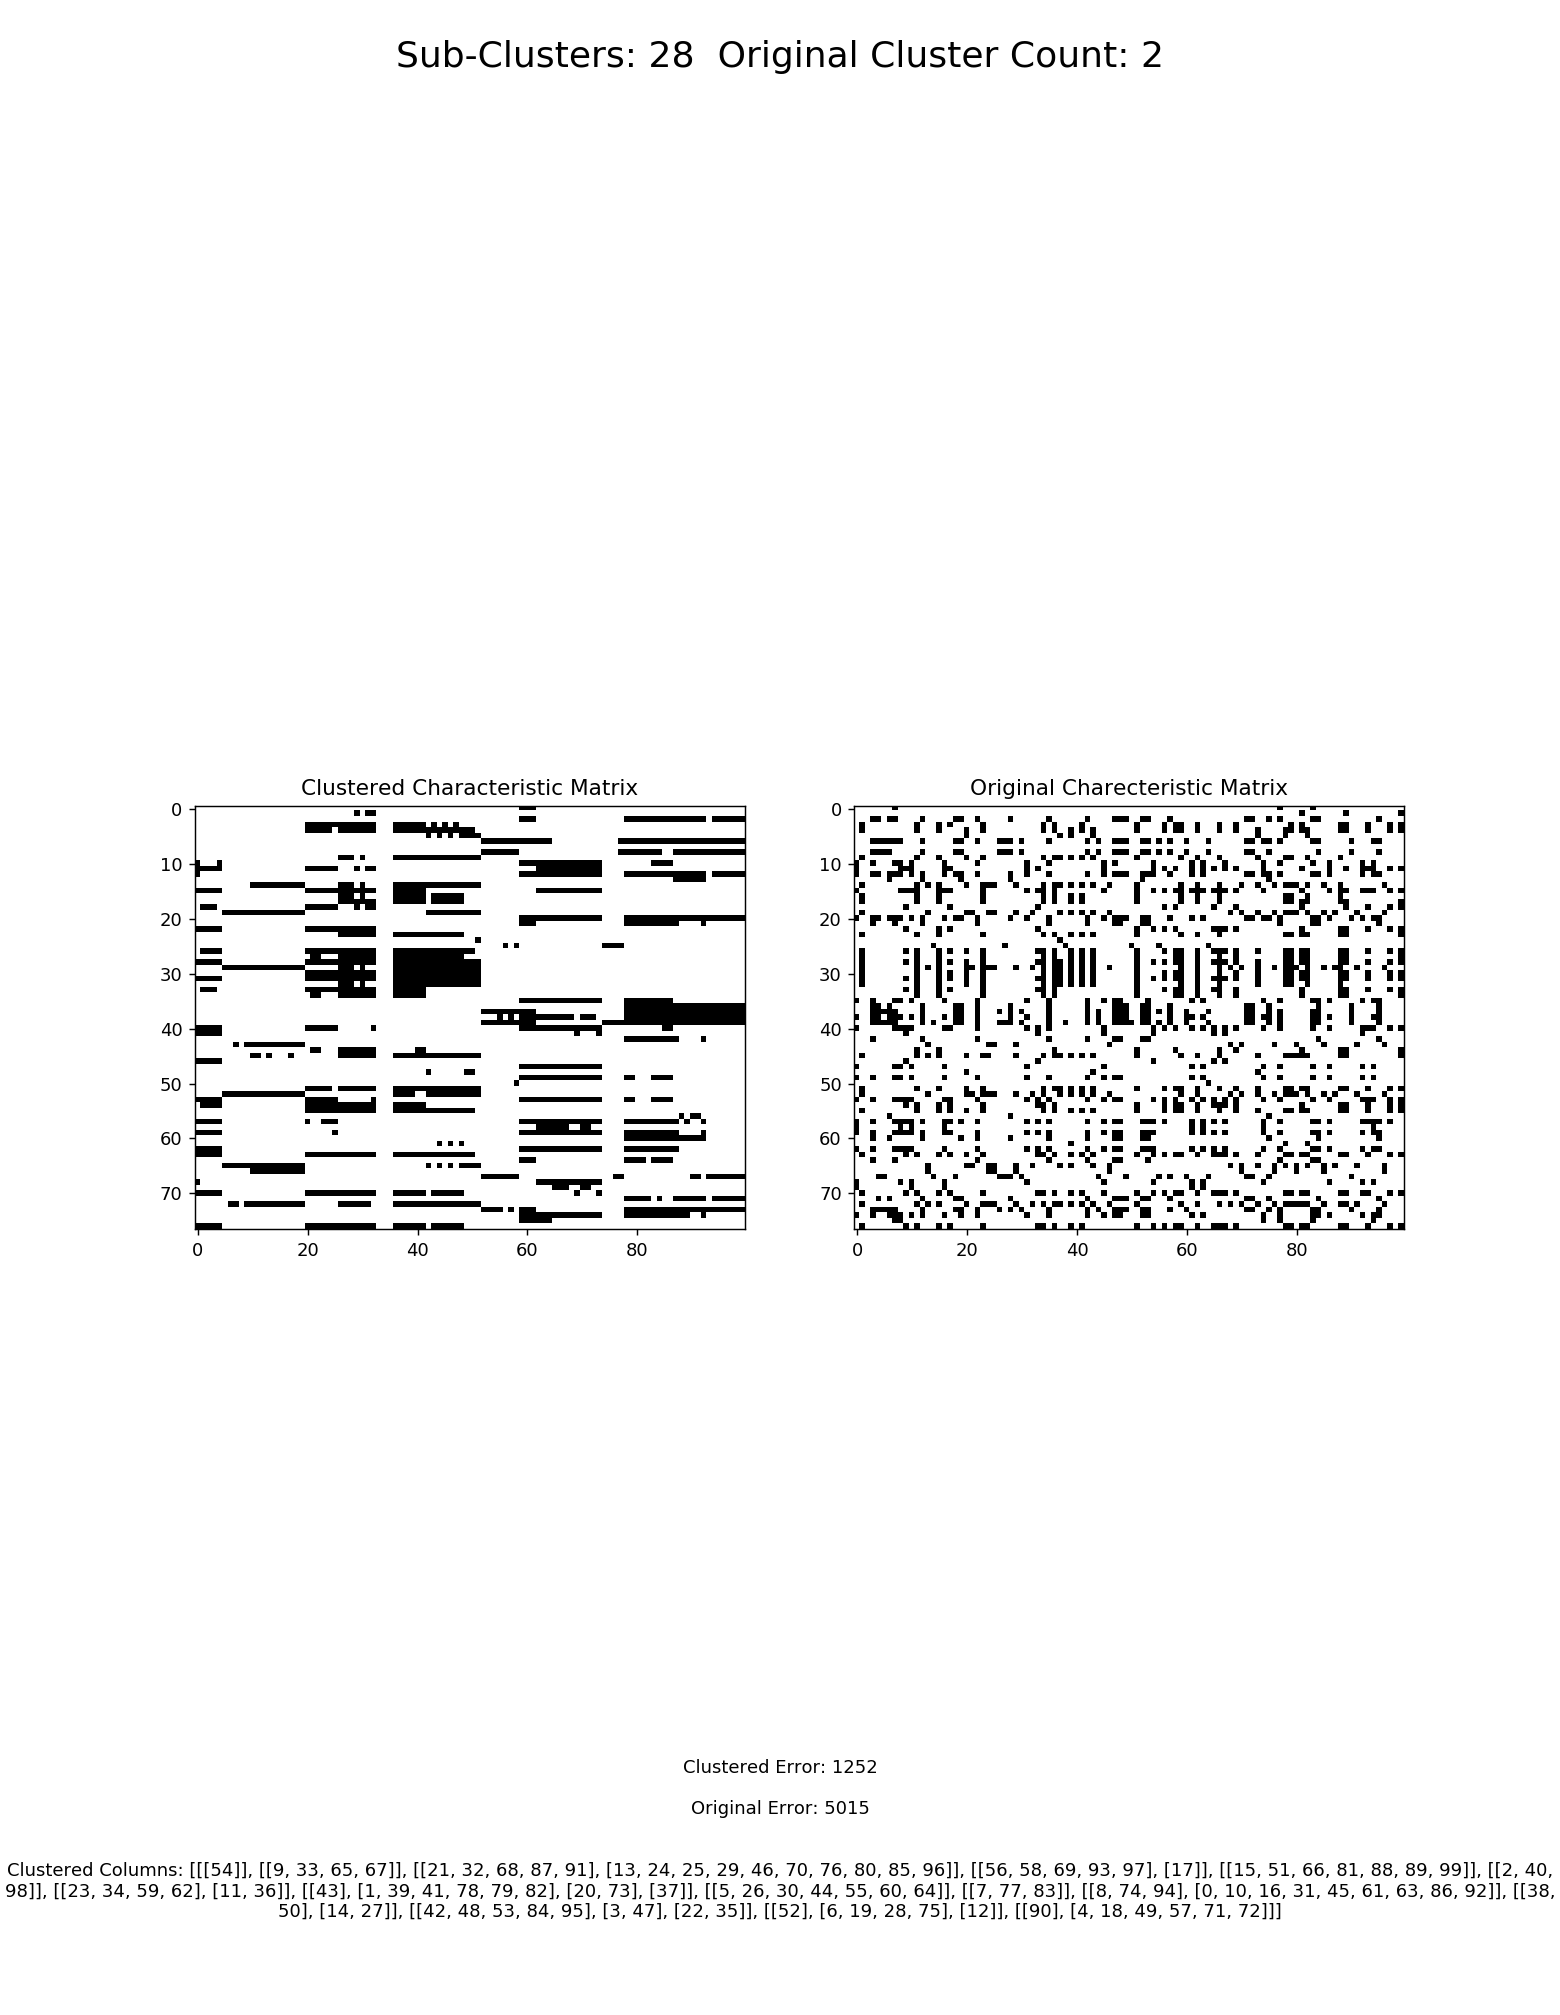 Sub-Clusters: 28  Original Cluster Count: 2
Clustered Characteristic Matrix
0
10
20
30
40
50
60
70
0 20 40 60 80
Original Charecteristic Matrix
0
10
20
30
40
50
60
70
0 20 40 60 80
Clustered Error: 1252
Original Error: 5015
Clustered Columns: [[[54]], [[9, 33, 65, 67]], [[21, 32, 68, 87, 91], [13, 24, 25, 29, 46, 70, 76, 80, 85, 96]], [[56, 58, 69, 93, 97], [17]], [[15, 51, 66, 81, 88, 89, 99]], [[2, 40,
98]], [[23, 34, 59, 62], [11, 36]], [[43], [1, 39, 41, 78, 79, 82], [20, 73], [37]], [[5, 26, 30, 44, 55, 60, 64]], [[7, 77, 83]], [[8, 74, 94], [0, 10, 16, 31, 45, 61, 63, 86, 92]], [[38,
50], [14, 27]], [[42, 48, 53, 84, 95], [3, 47], [22, 35]], [[52], [6, 19, 28, 75], [12]], [[90], [4, 18, 49, 57, 71, 72]]]